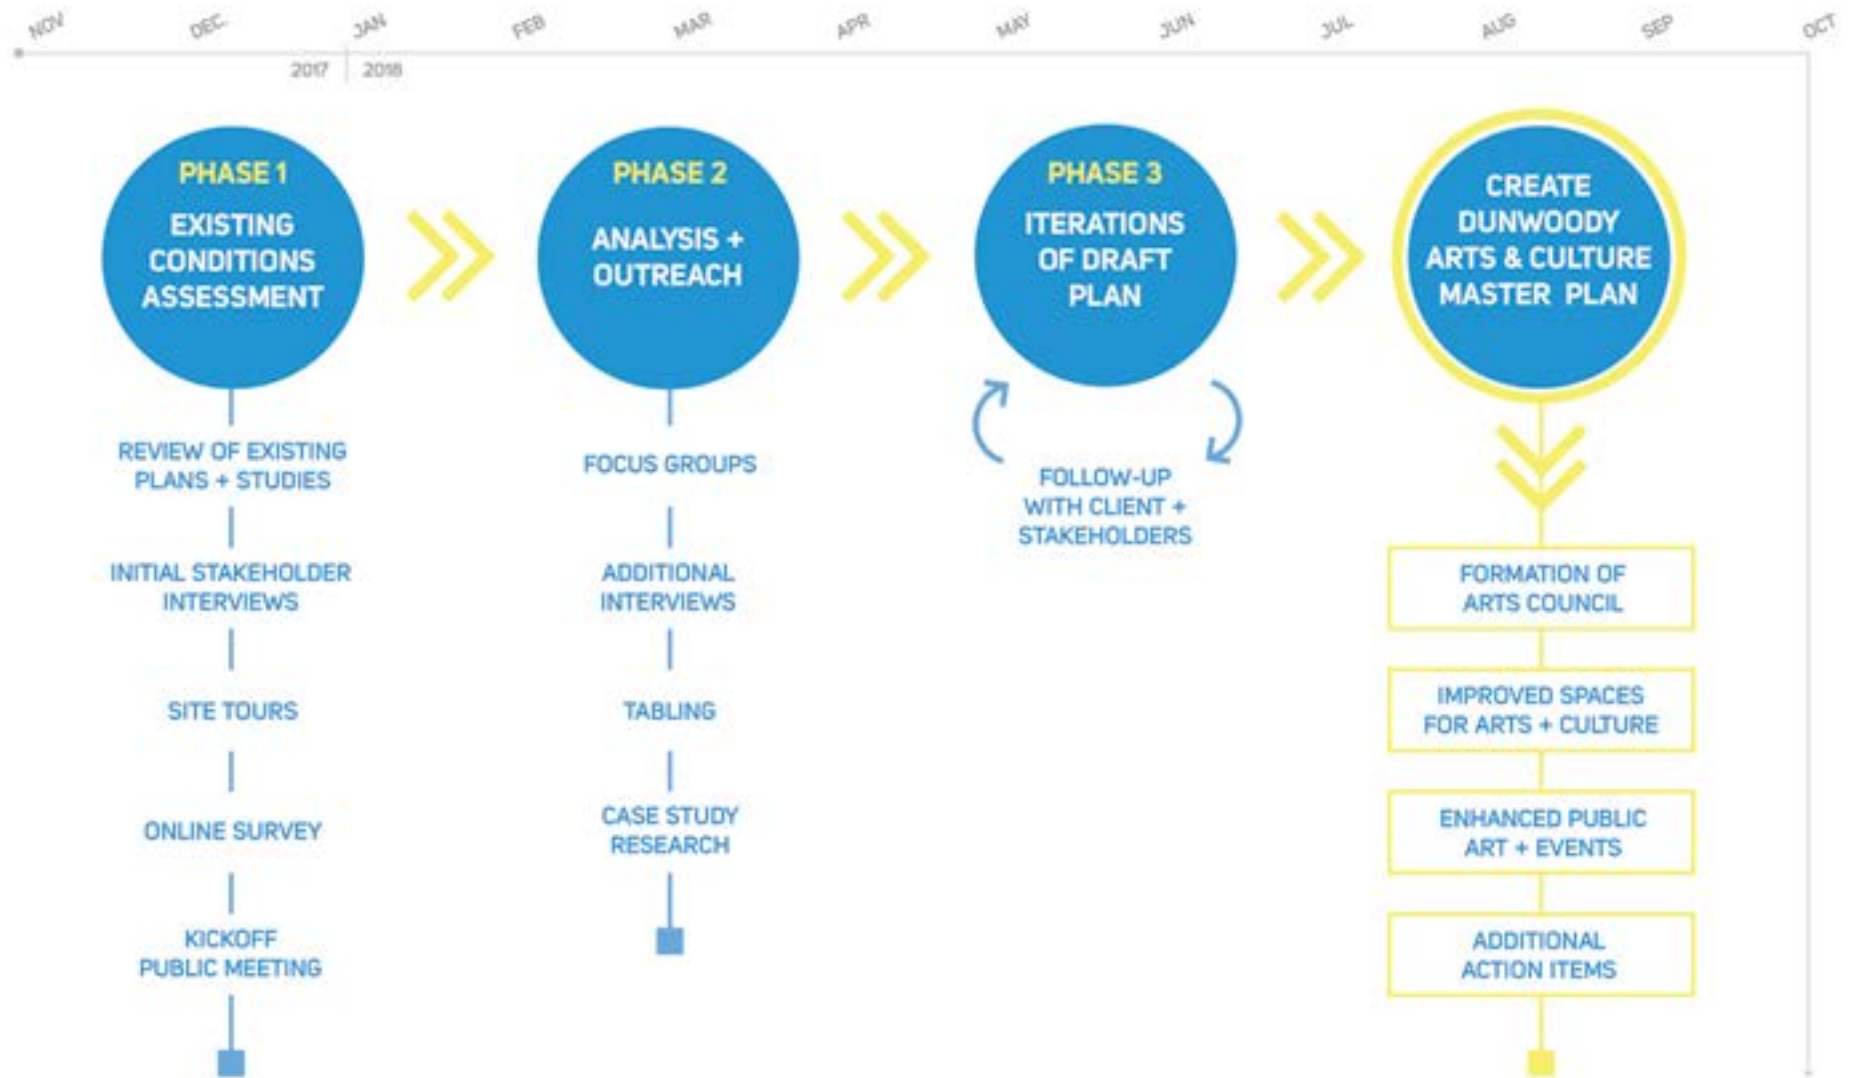 NOV
DEC.
JAN
FEB
MAR
APR
MAY
JUN
JUL
AUG
SEP
OCT
2017
2018
PHASE 1
EXISTING
CONDITIONS
ASSESSMENT
REVIEW OF EXISTING
PLANS + STUDIES
INITIAL STAKEHOLDER
INTERVIEWS
SITE TOURS
ONLINE SURVEY
KICKOFF
PUBLIC MEETING
PHASE 2
ANALYSIS +
OUTREACH
FOCUS GROUPS
ADDITIONAL
INTERVIEWS
TABLING
CASE STUDY
RESEARCH
PHASE 3
ITERATIONS
OF DRAFT
PLAN
FOLLOW-UP
WITH CLIENT +
STAKEHOLDERS
CREATE
DUNWOODY
ARTS & CULTURE
MASTER PLAN
FORMATION OF
ARTS COUNCIL
IMPROVED SPACES
FOR ARTS + CULTURE
ENHANCED PUBLIC
ART + EVENTS
ADDITIONAL
ACTION ITEMS